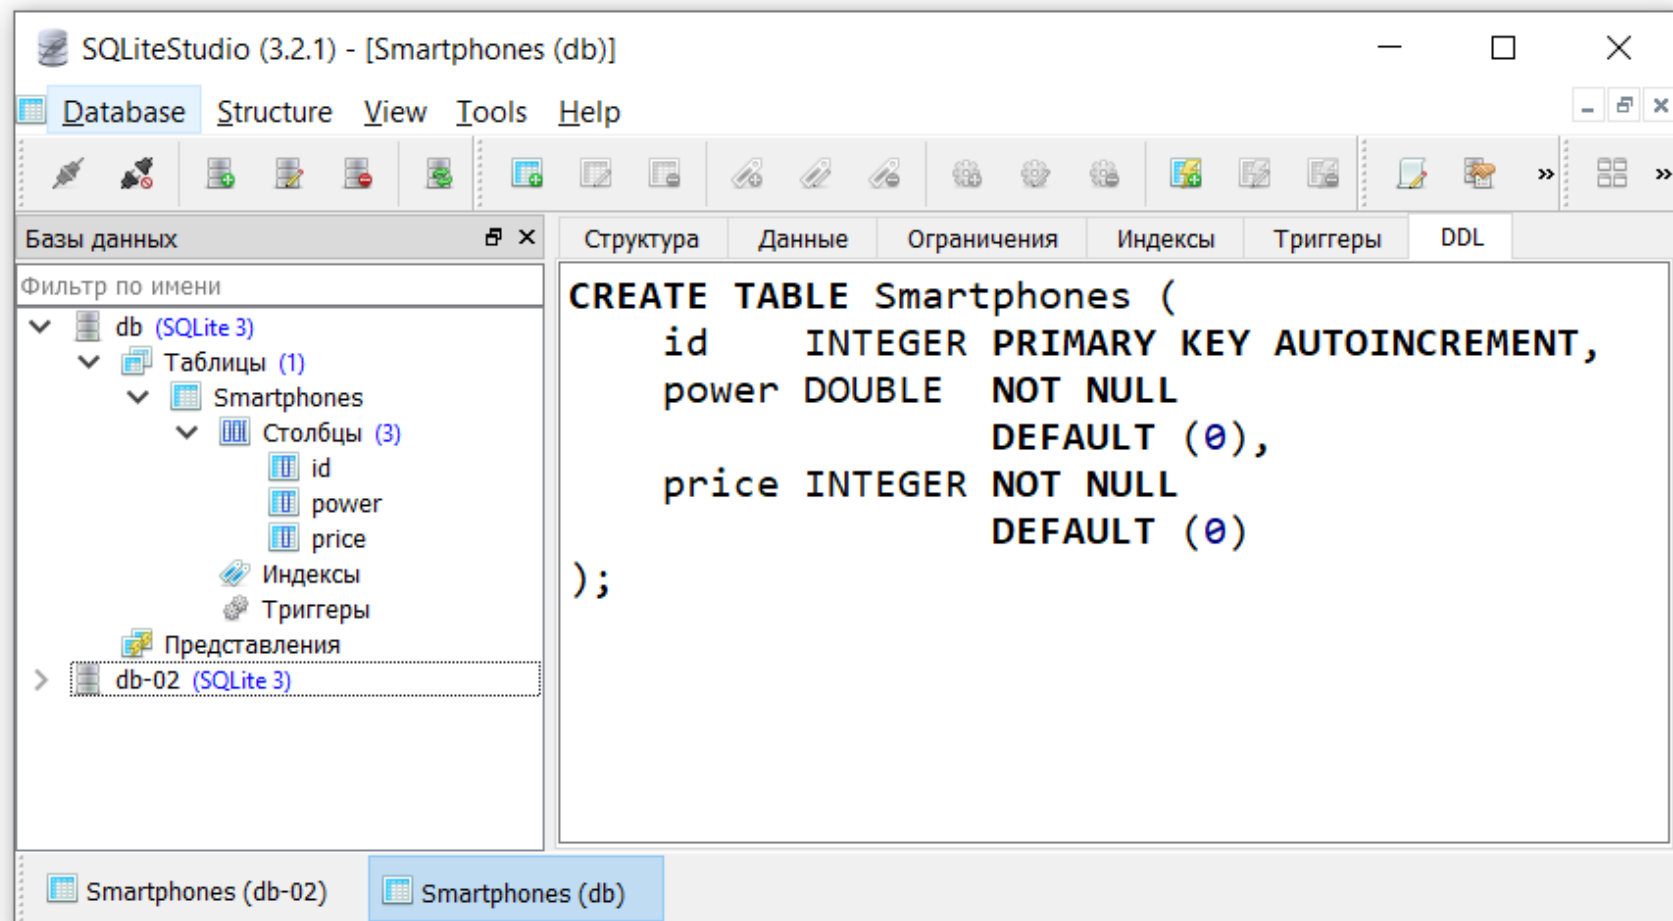 SQLiteStudio (3.2.1) - [Smartphones (db)]
Database Structure View Tools Help
Базы данных
Структура Данные Ограничения Индексы Триггеры DDL
Фильтр по имени
db (SQLite 3)
Таблицы (1)
Smartphones
Столбцы (3)
id
power
price
Индексы
Триггеры
Представления
db-02 (SQLite 3)
CREATE TABLE Smartphones (
id INTEGER PRIMARY KEY AUTOINCREMENT,
power DOUBLE NOT NULL
DEFAULT (0),
price INTEGER NOT NULL
DEFAULT (0)
);
Smartphones (db-02) Smartphones (db)